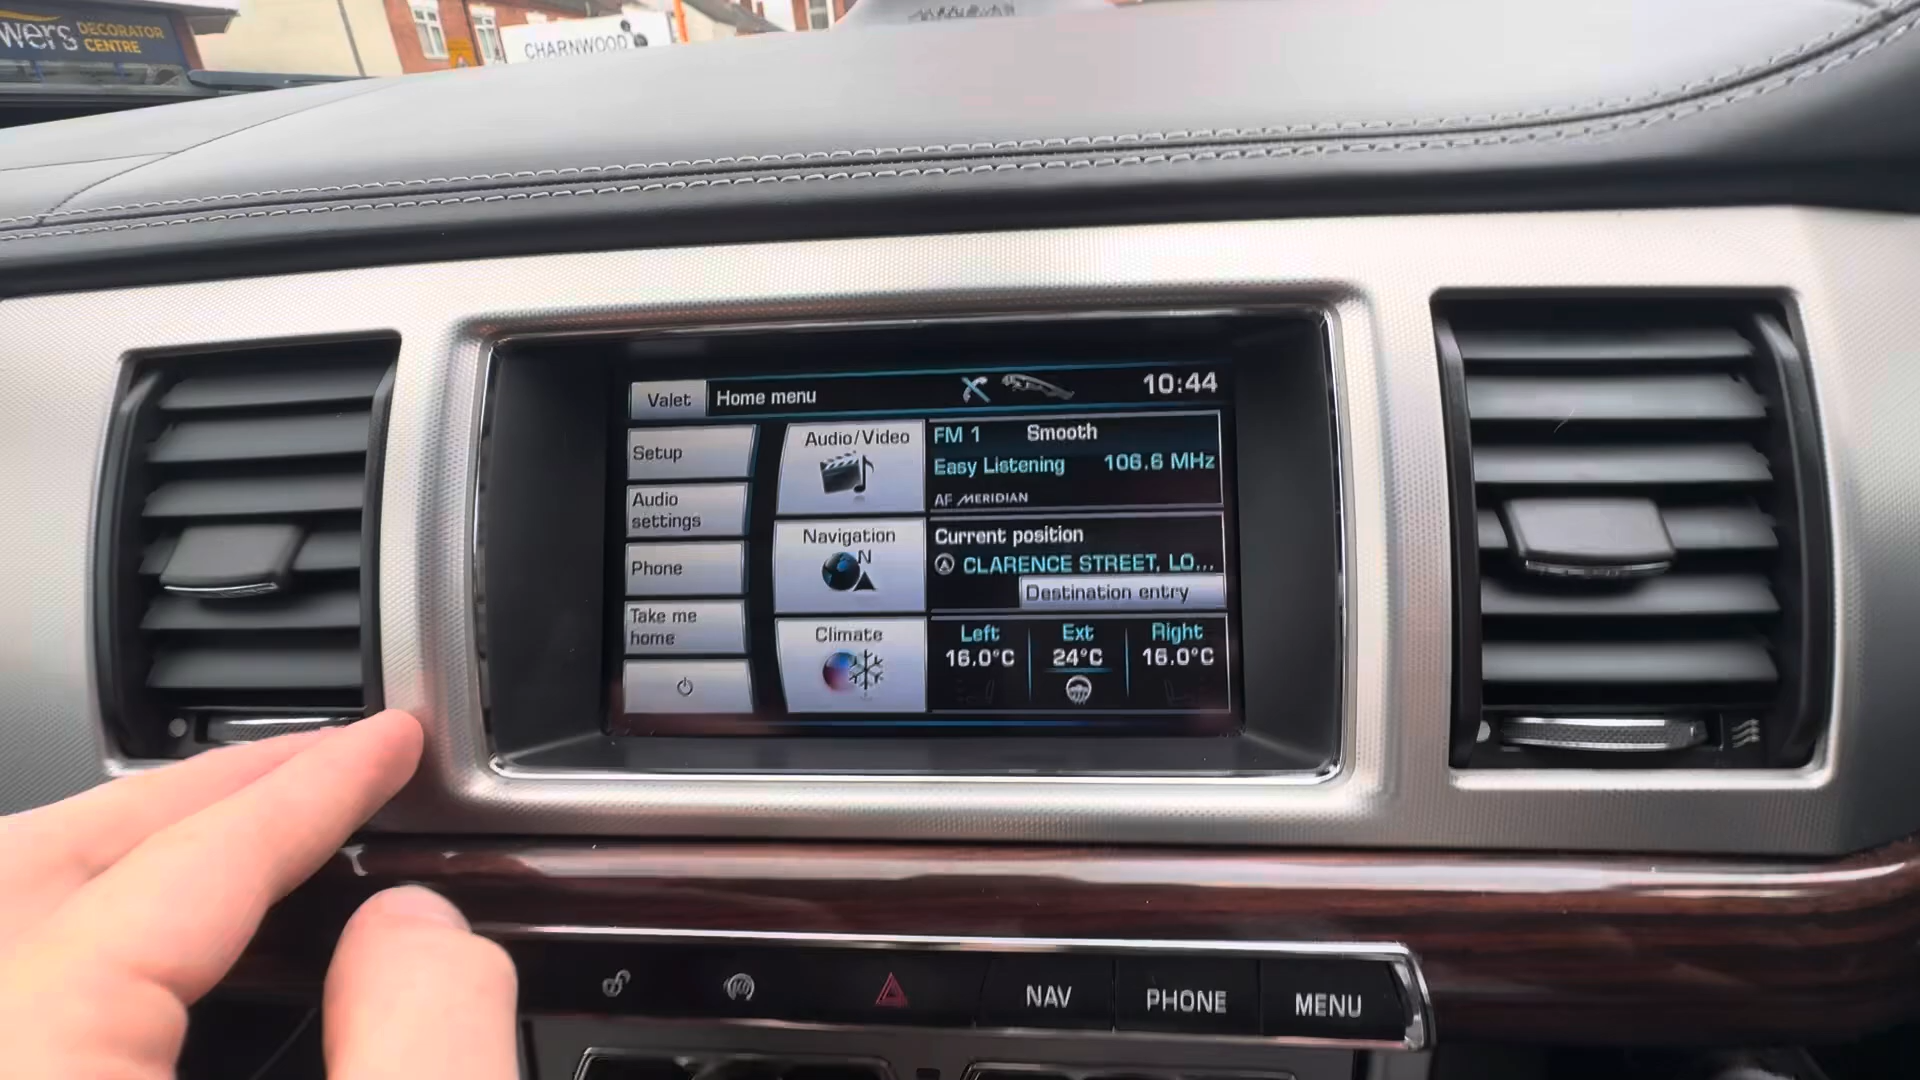 wers DECORATOR
CENTRE
CHARNWOOD
Valet
Home menu
10:44
Setup
Audio
settings
Phone
Take me
home
Audio/Video
FM 1 Smooth
Easy Listening 106.6 MHz
AF MERIDIAN
Navigation
N
Current position
CLARENCE STREET, LO...
Destination entry
Climate
Left Ext Right
16.0°C 24°C 16.0°C
NAV PHONE MENU